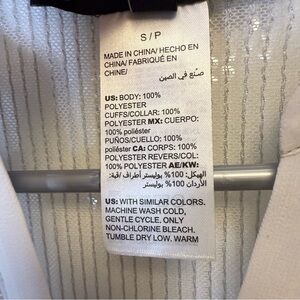 S / P
MADE IN CHINA/ HECHO EN
CHINA/ FABRIQUÉ EN
CHINE/
صنع في الصين
US: BODY: 100%
POLYESTER
CUFFS/COLLAR: 100%
POLYESTER MX: CUERPO:
100% poliéster
PUÑOS/CUELLO: 100%
poliéster CA: CORPS: 100%
POLYESTER REVERS/COL:
100% POLYESTER AE/KW:
الهيكل: 100% بوليستر أطراف /قبة:
الأردان 100% بوليستر
US: WITH SIMILAR COLORS.
MACHINE WASH COLD,
GENTLE CYCLE. ONLY
NON-CHLORINE BLEACH.
TUMBLE DRY LOW. WARM